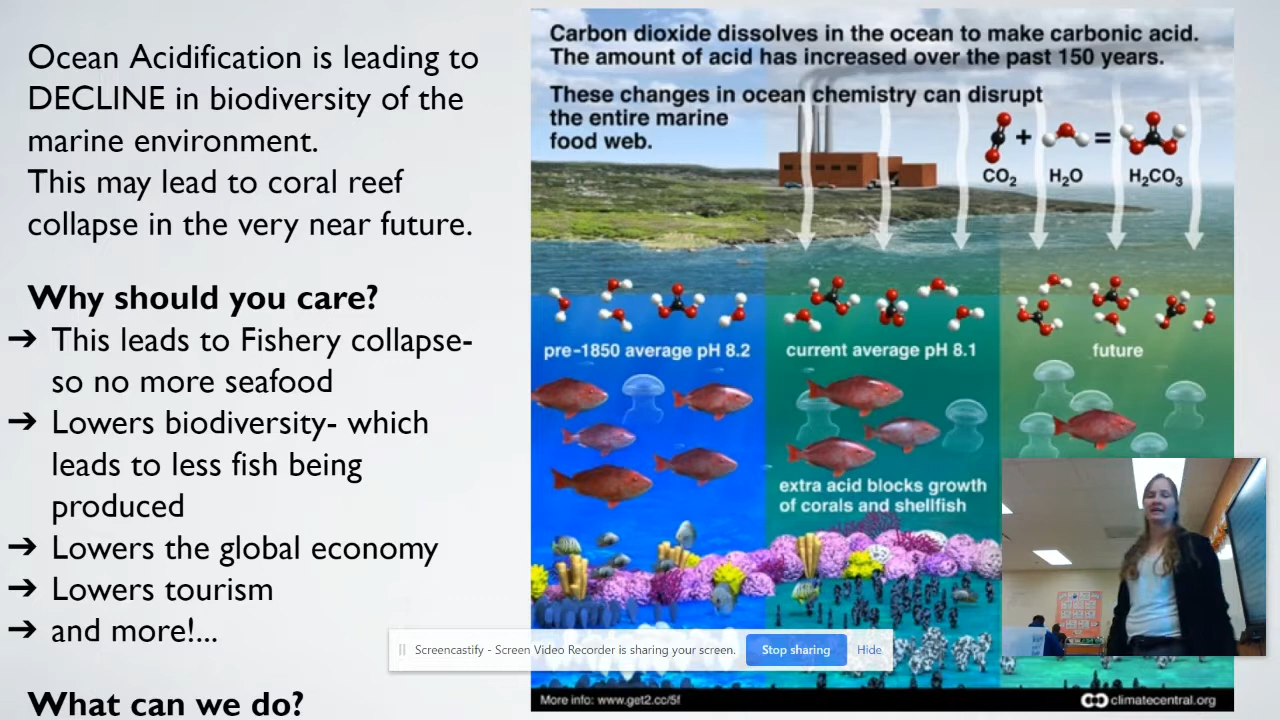 Ocean Acidification is leading to
DECLINE in biodiversity of the
marine environment.
This may lead to coral reef
collapse in the very near future.
Why should you care?
➔ This leads to Fishery collapse-
so no more seafood
➔ Lowers biodiversity- which
leads to less fish being
produced
➔ Lowers the global economy
➔ Lowers tourism
➔ and more!...
What can we do?
Carbon dioxide dissolves in the ocean to make carbonic acid.
The amount of acid has increased over the past 150 years.
These changes in ocean chemistry can disrupt
the entire marine
food web.
+ =
CO₂ H₂O H₂CO₃
pre-1850 average pH 8.2
current average pH 8.1
future
extra acid blocks growth
of corals and shellfish
Screencastify - Screen Video Recorder is sharing your screen.
Stop sharing
Hide
More info: www.get2.cc/5f
climatecentral.org